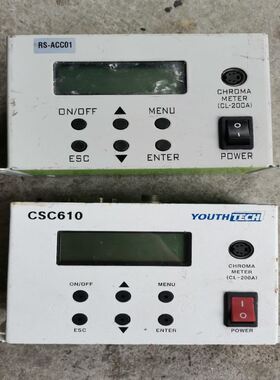 RS-ACC01
CHROMA
METER
(CL-200A)
ON/OFF ▲ MENU
ESC ▼ ENTER
POWER
CSC610 YOUTHTECH
CHROMA
METER
(CL-200A)
ON/OFF ▲ MENU
ESC ▼ ENTER
POWER